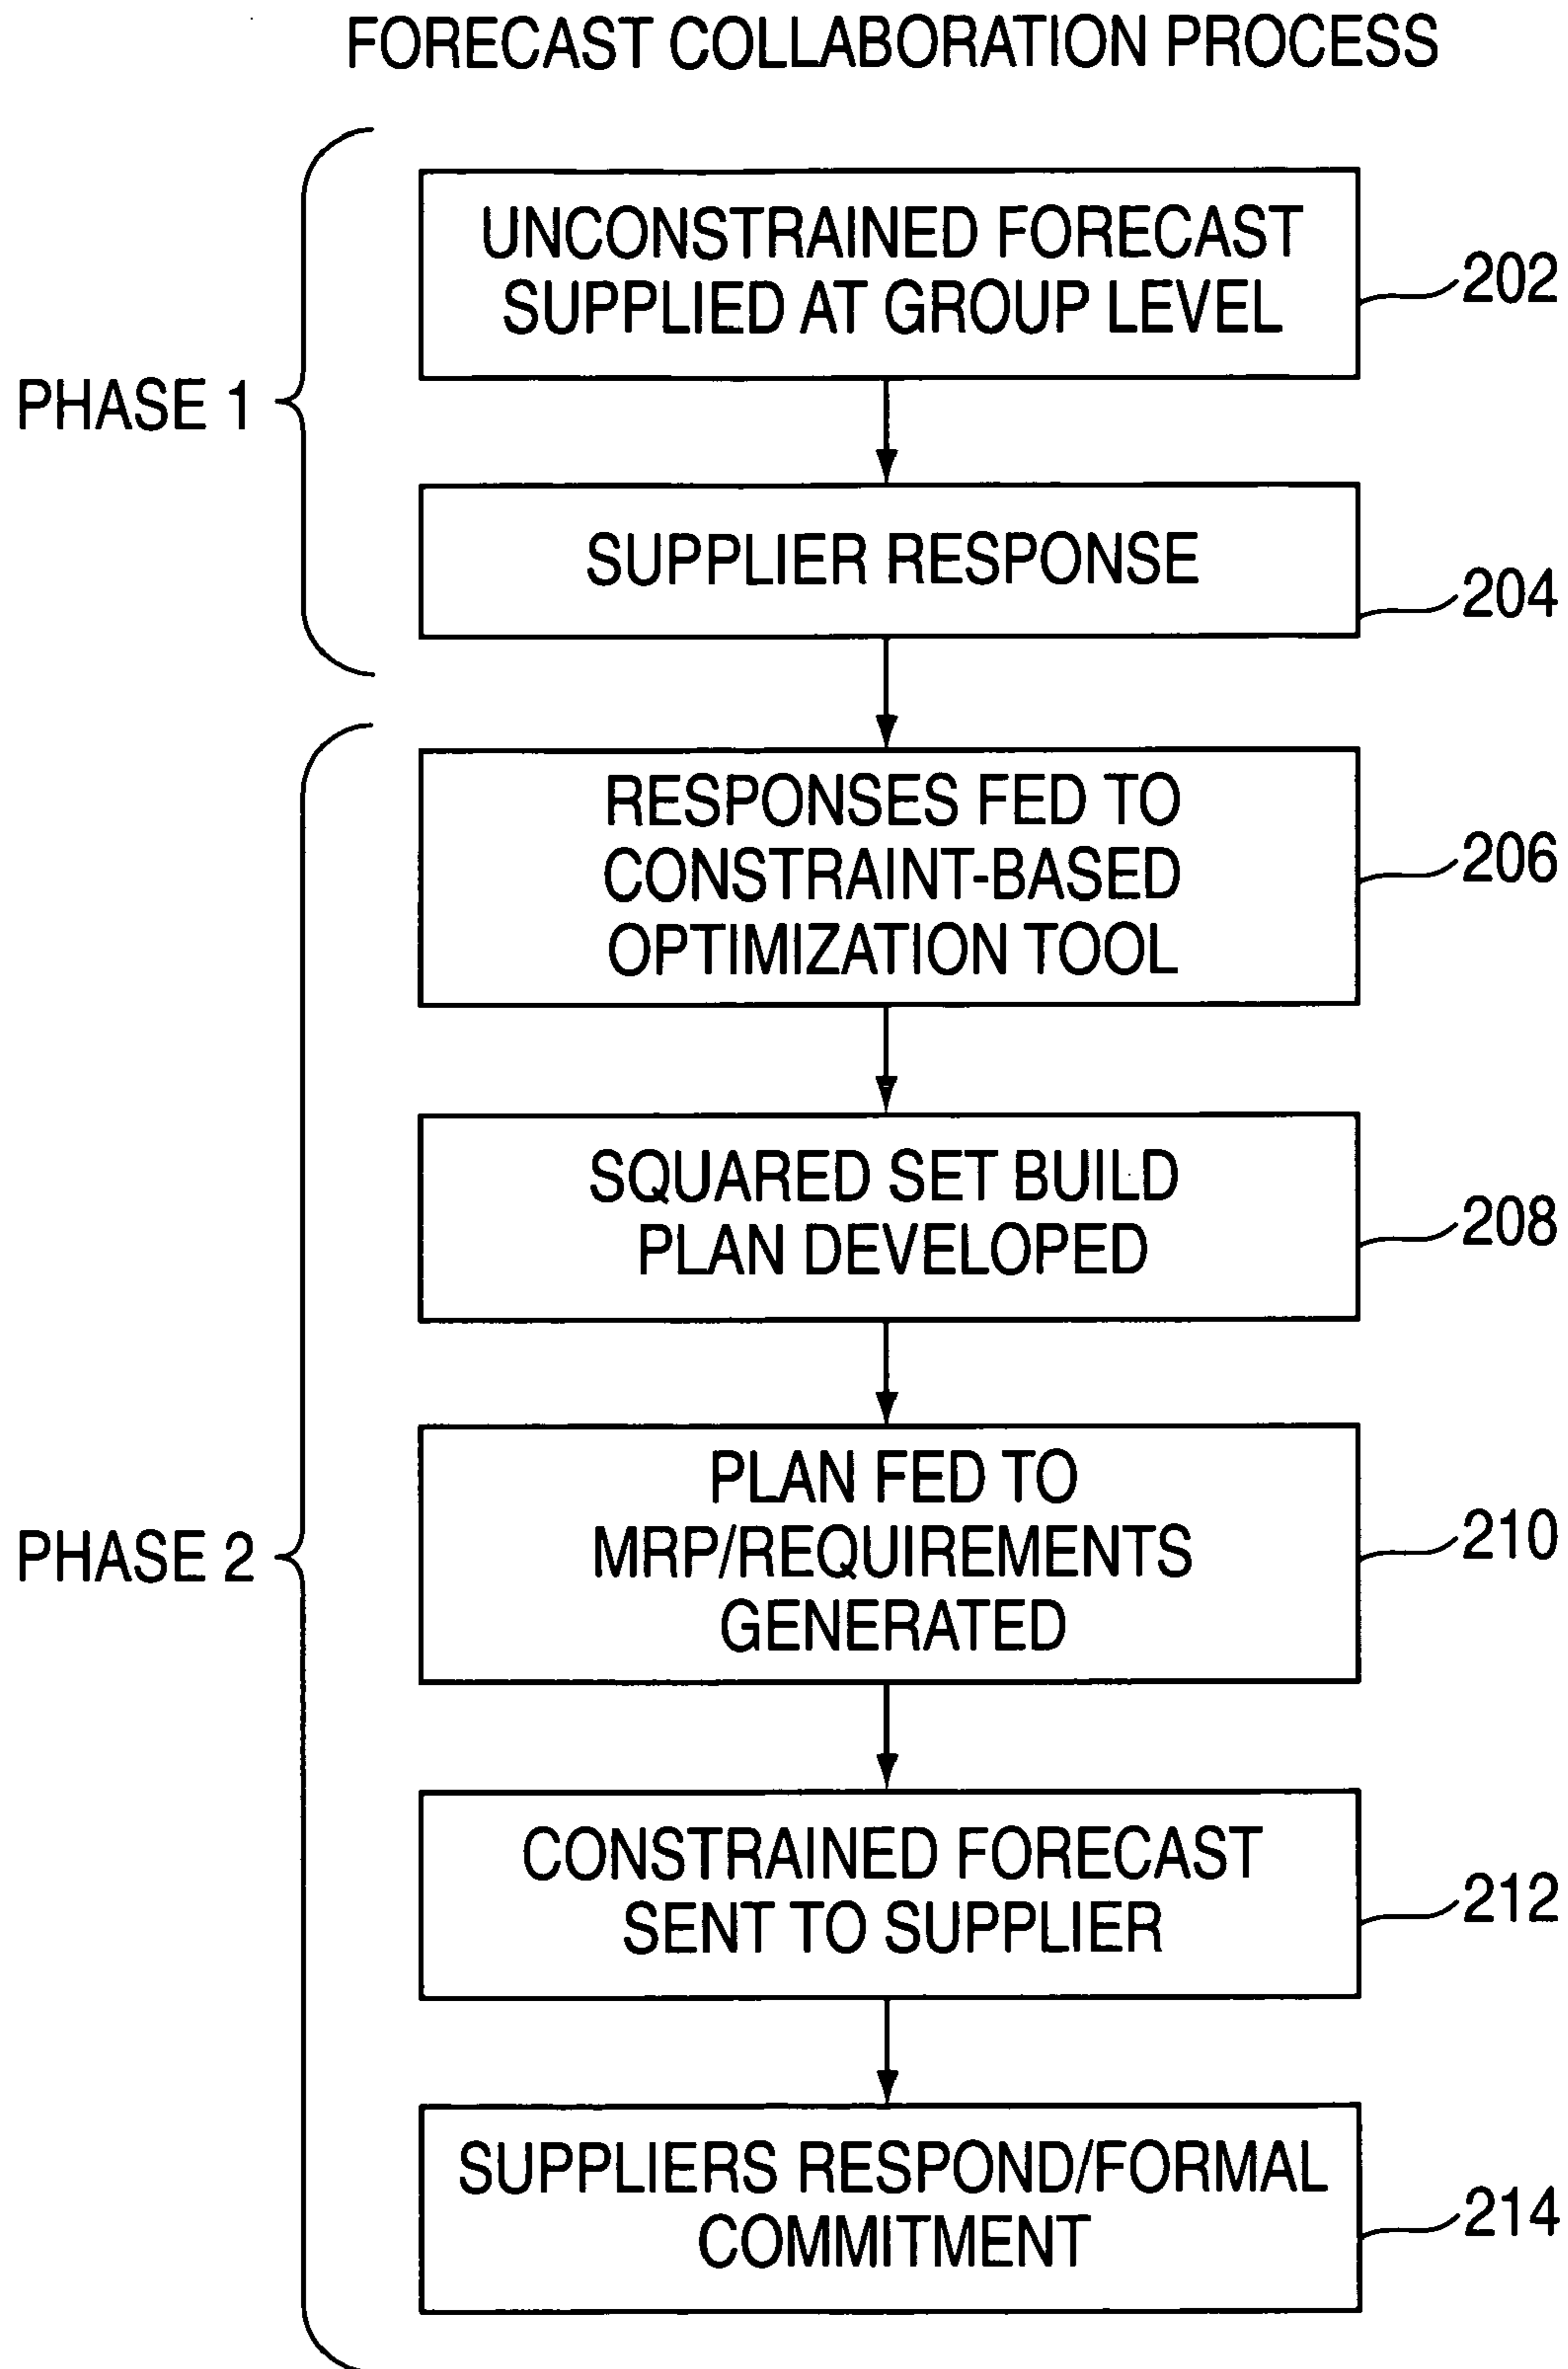 FORECAST COLLABORATION PROCESS
PHASE 1
UNCONSTRAINED FORECAST
SUPPLIED AT GROUP LEVEL
202
SUPPLIER RESPONSE
204
PHASE 2
RESPONSES FED TO
CONSTRAINT-BASED
OPTIMIZATION TOOL
206
SQUARED SET BUILD
PLAN DEVELOPED
208
PLAN FED TO
MRP/REQUIREMENTS
GENERATED
210
CONSTRAINED FORECAST
SENT TO SUPPLIER
212
SUPPLIERS RESPOND/FORMAL
COMMITMENT
214